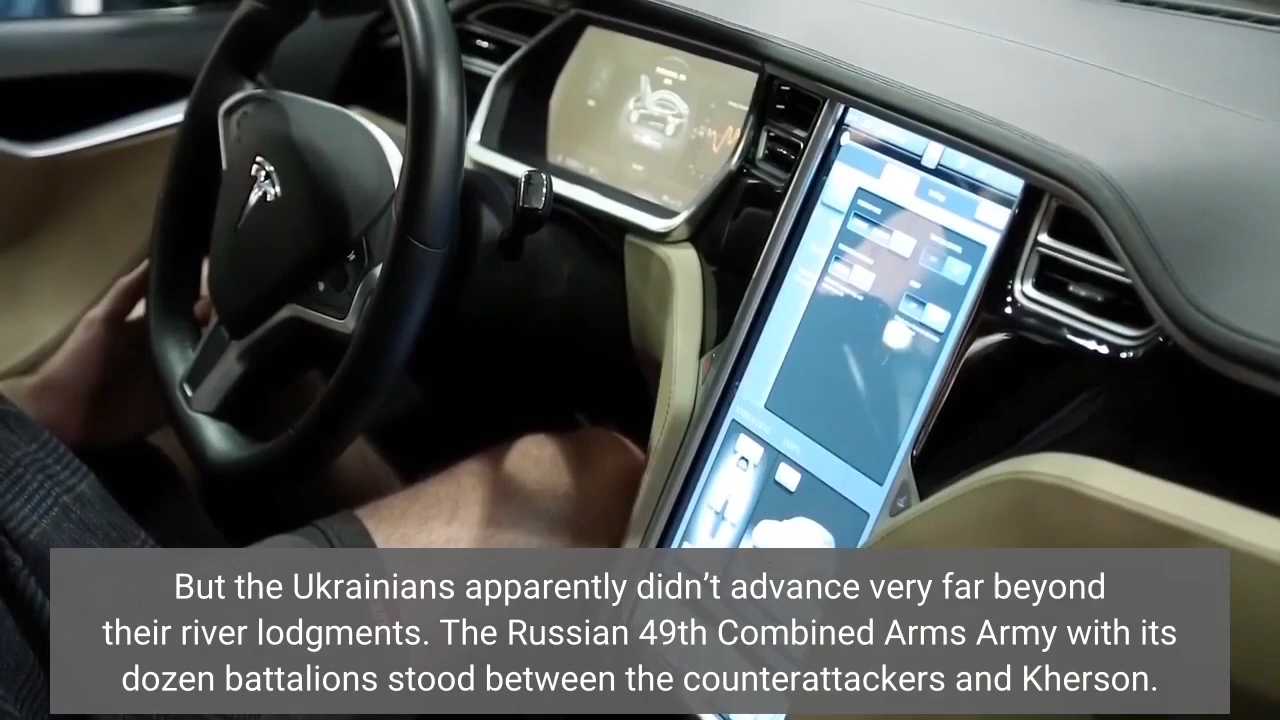 But the Ukrainians apparently didn’t advance very far beyond
their river lodgments. The Russian 49th Combined Arms Army with its
dozen battalions stood between the counterattackers and Kherson.